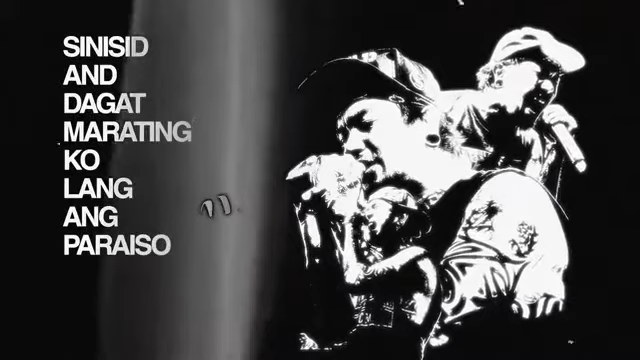 SINISID
AND
DAGAT
MARATING
KO
LANG
ANG
PARAISO